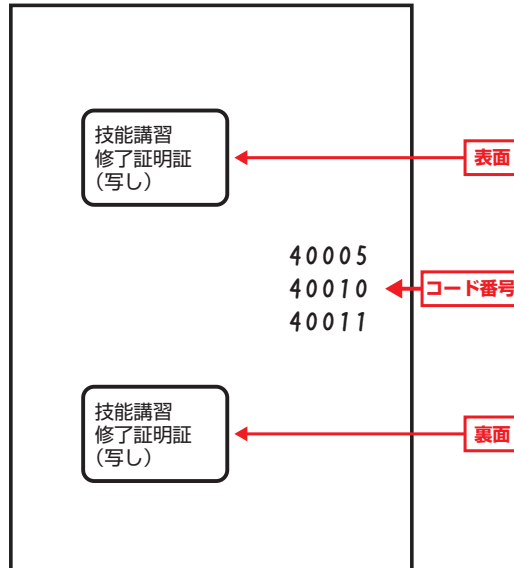 技能講習
修了証明証
（写し）
表面
40005
40010
40011
コード番号
技能講習
修了証明証
（写し）
裏面